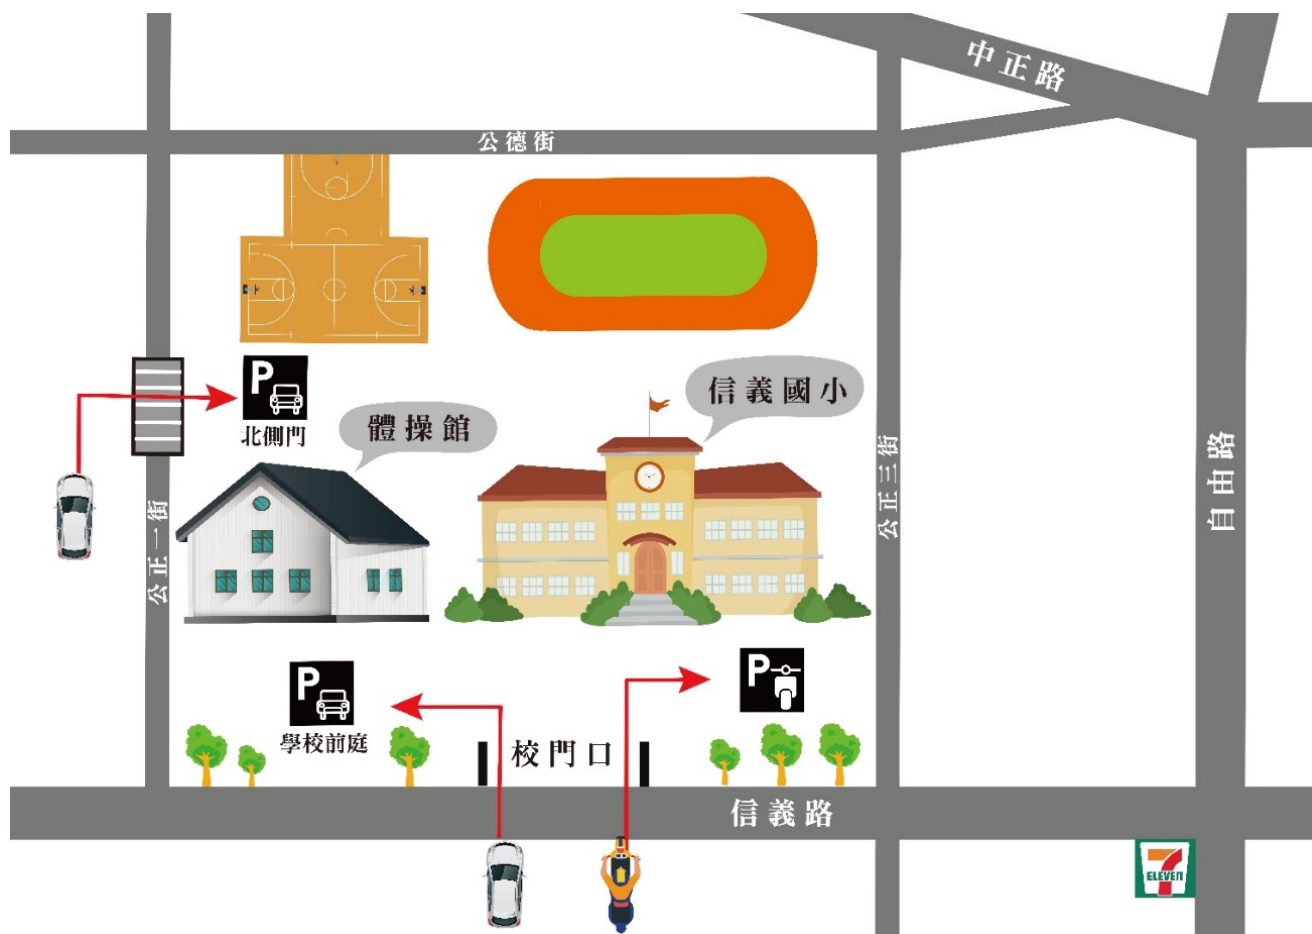 中正路
公德街
信義國小
P
北側門
體操館
公正一街
公正三街
自由路
P
學校前庭
P
校門口
信義路
7
ELEVEN